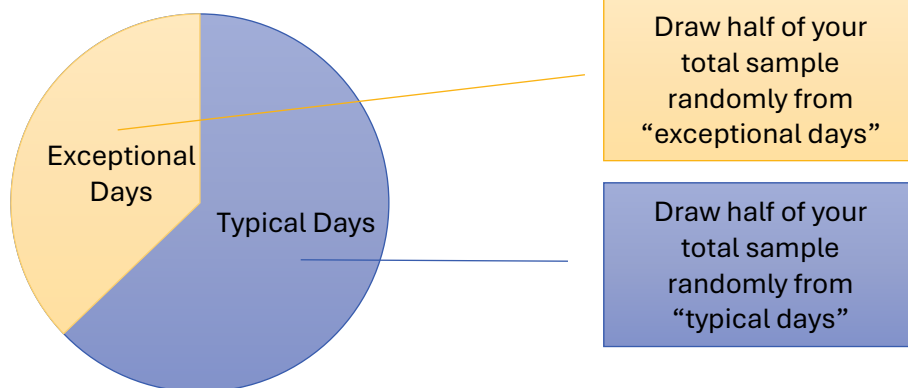 Exceptional
Days
Typical Days
Draw half of your
total sample
randomly from
“exceptional days”
Draw half of your
total sample
randomly from
“typical days”